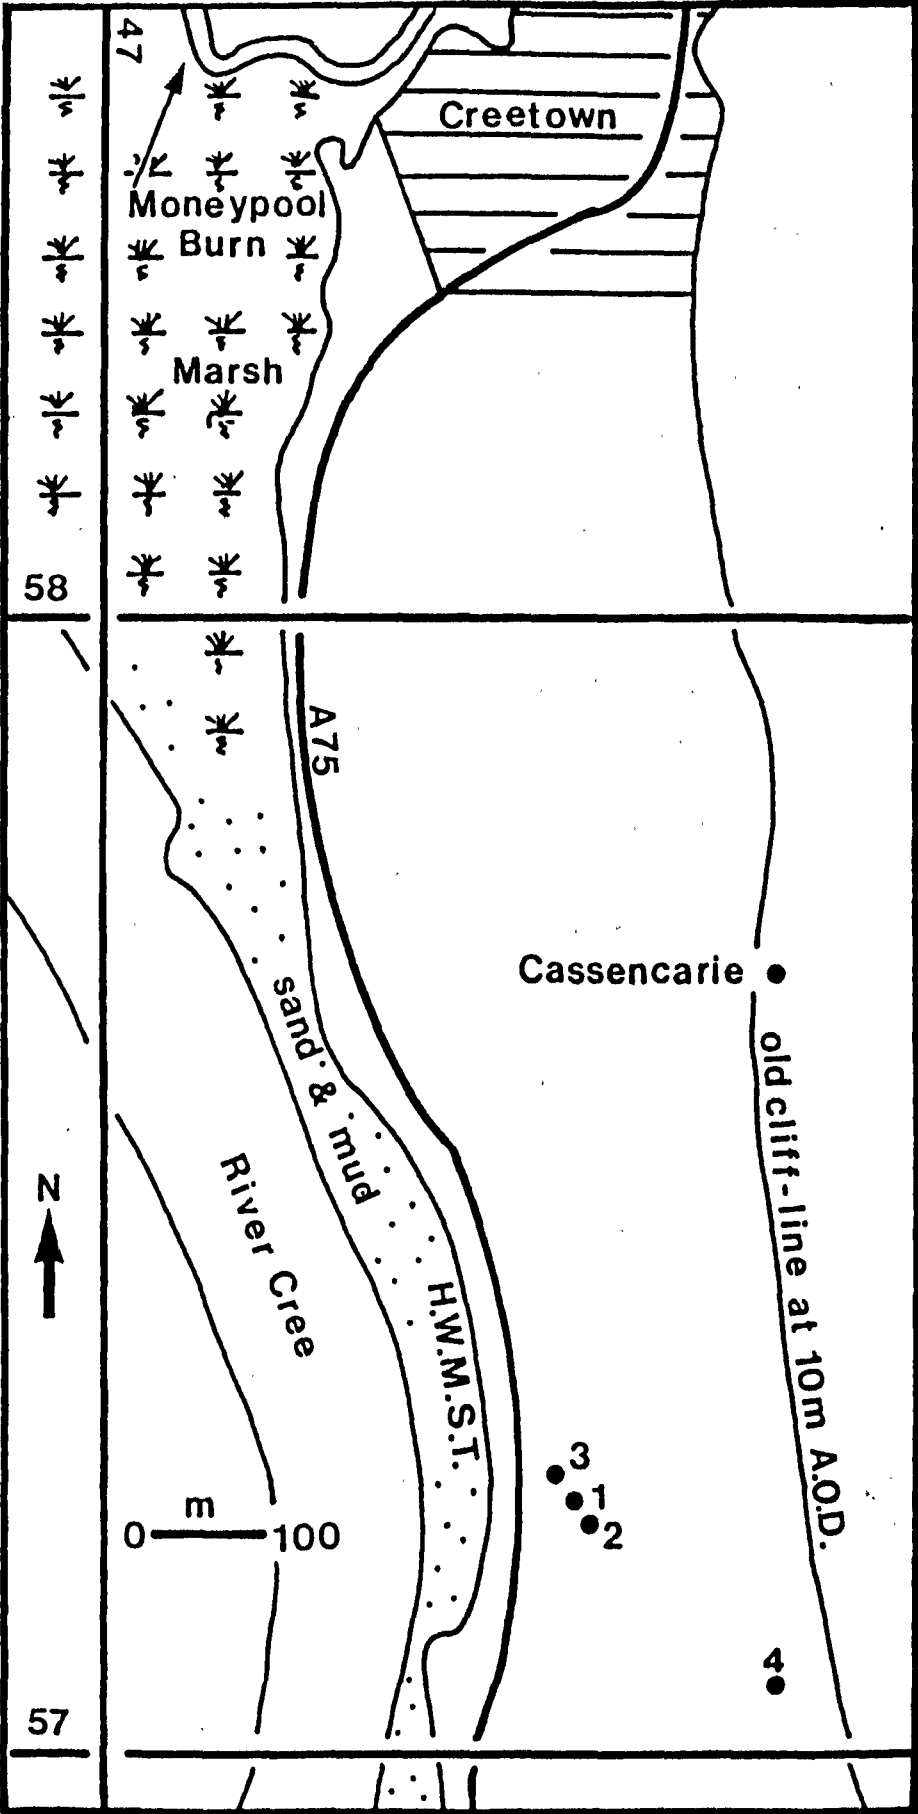 47
Creetown
Moneypool
Burn
Marsh
58
A75
Cassencarie
sand & mud
old cliff-line at 10m A.O.D.
N
River Cree
H.W.M.S.T.
3
1
2
m
0 100
4
57